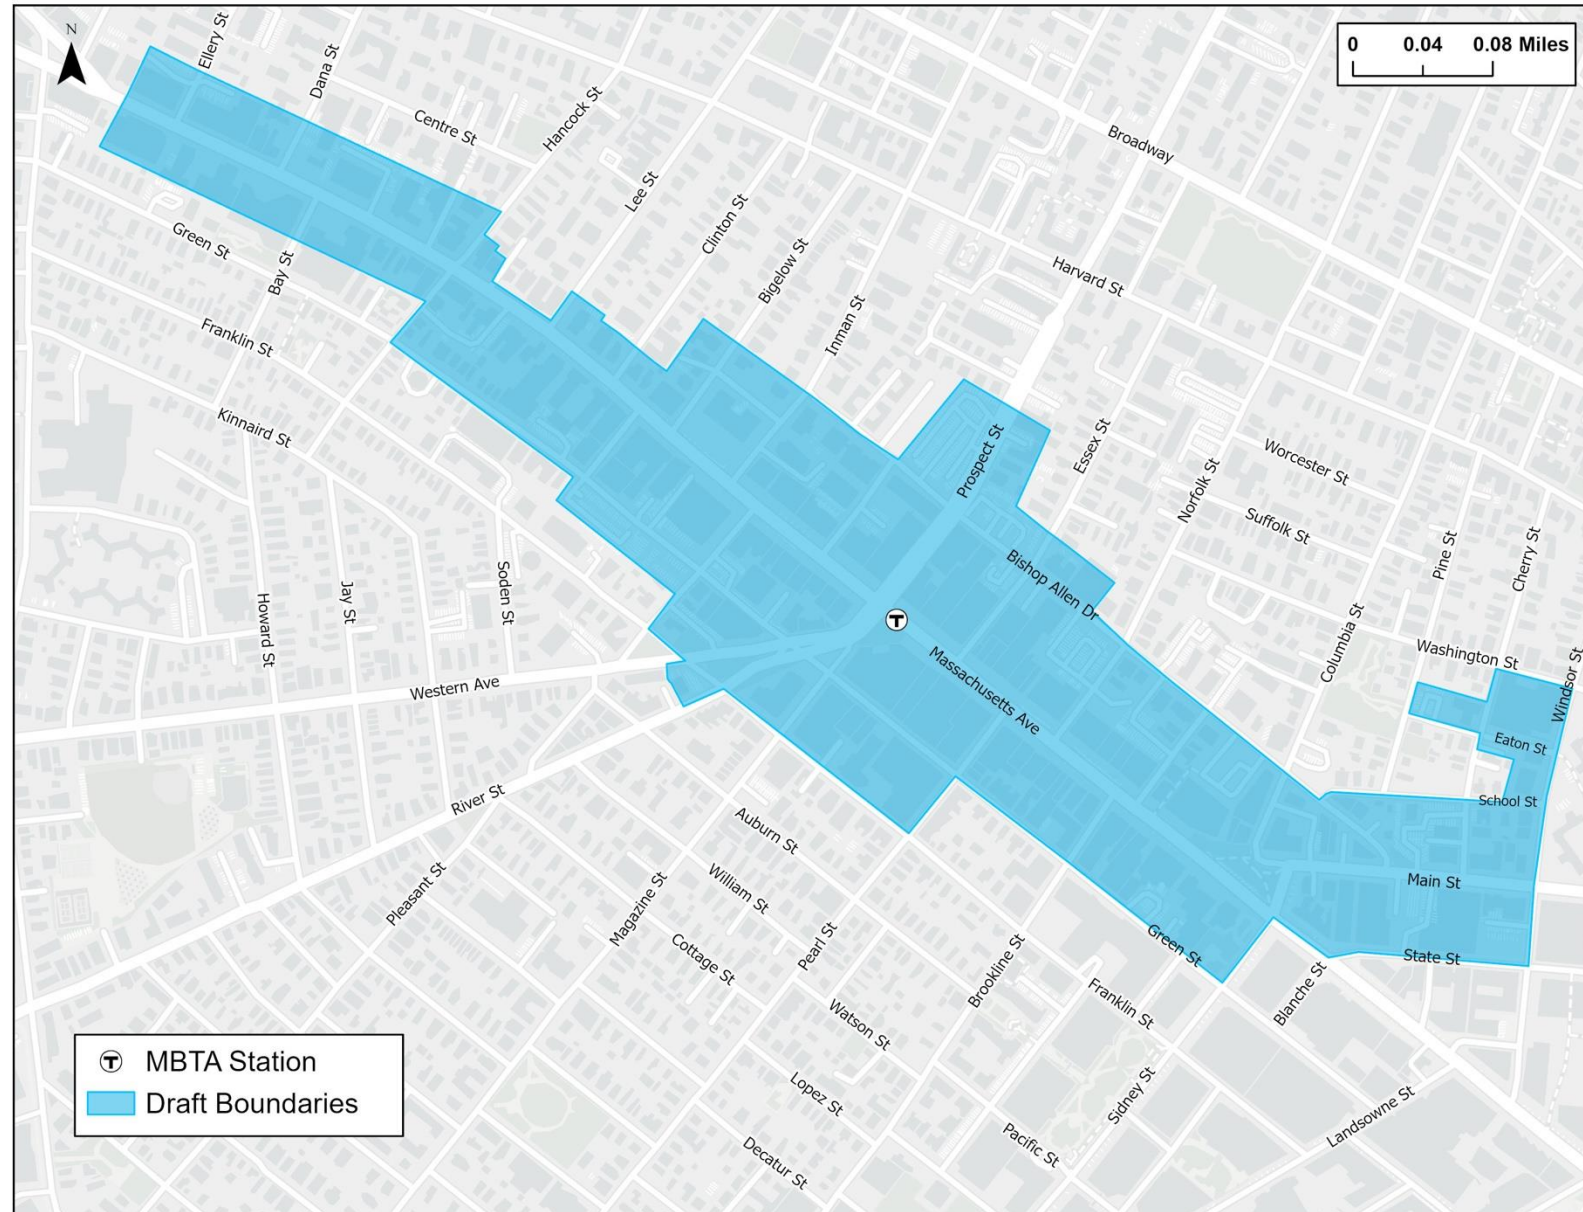 N
0 0.04 0.08 Miles
Ellery St
Dana St
Centre St
Hancock St
Lee St
Clinton St
Bigelow St
Inman St
Broadway
Harvard St
Green St
Bay St
Franklin St
Kinnaird St
Prospect St
Essex St
Norfolk St
Worcester St
Suffolk St
Pine St
Cherry St
Bishop Allen Dr
Columbia St
Washington St
Windsor St
Howard St
Jay St
Soden St
T
Massachusetts Ave
Western Ave
Eaton St
School St
River St
Auburn St
William St
Main St
Pleasant St
Magazine St
Cottage St
Pearl St
Brookline St
Green St
State St
Franklin St
Blanche St
Watson St
Lopez St
Sidney St
Landsowne St
Pacific St
Decatur St
T MBTA Station
Draft Boundaries